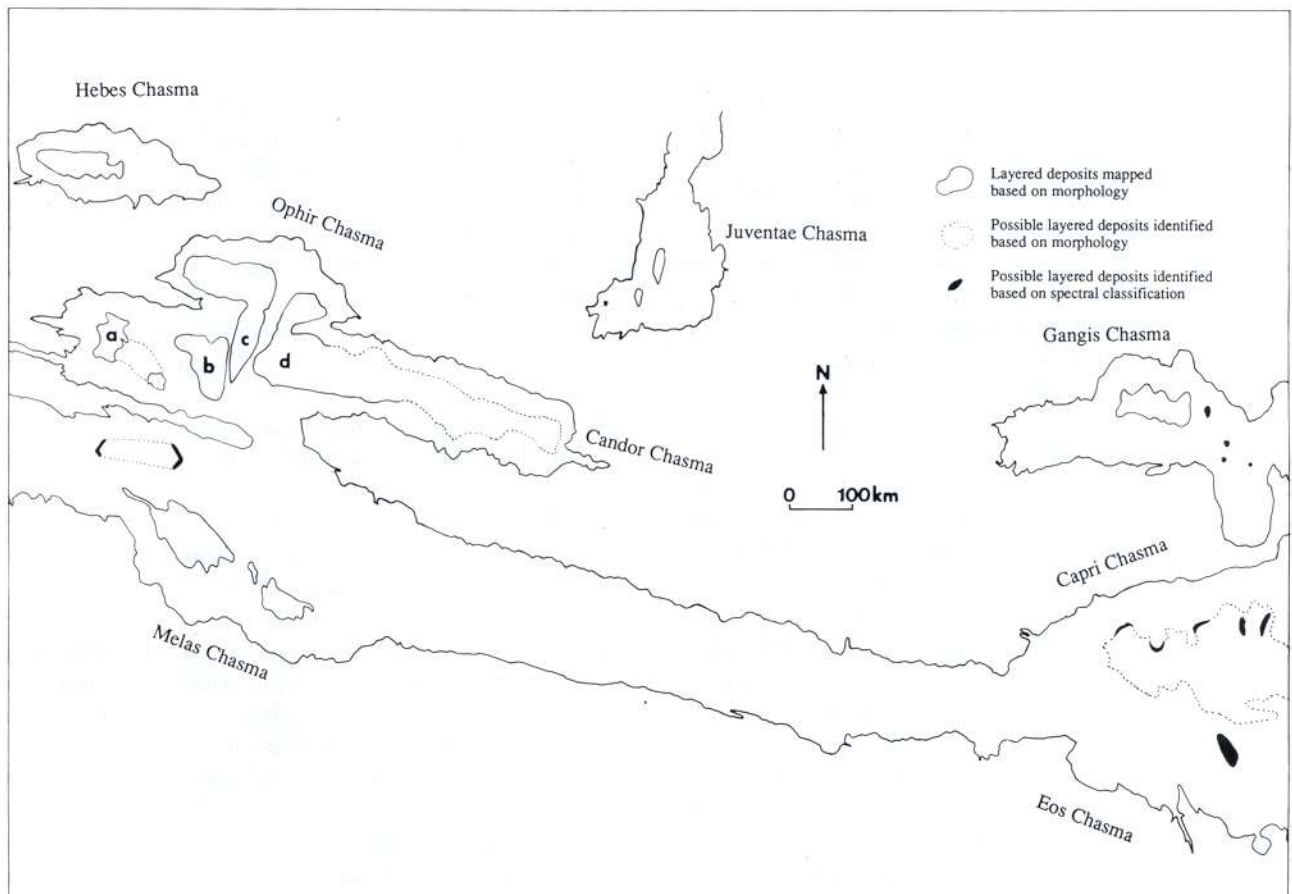 Hebes Chasma
Ophir Chasma
Juventae Chasma
Layered deposits mapped
based on morphology
Possible layered deposits identified
based on morphology
Possible layered deposits identified
based on spectral classification
Gangis Chasma
a
b
c
d
N
0 100km
Candor Chasma
Capri Chasma
Melas Chasma
Eos Chasma